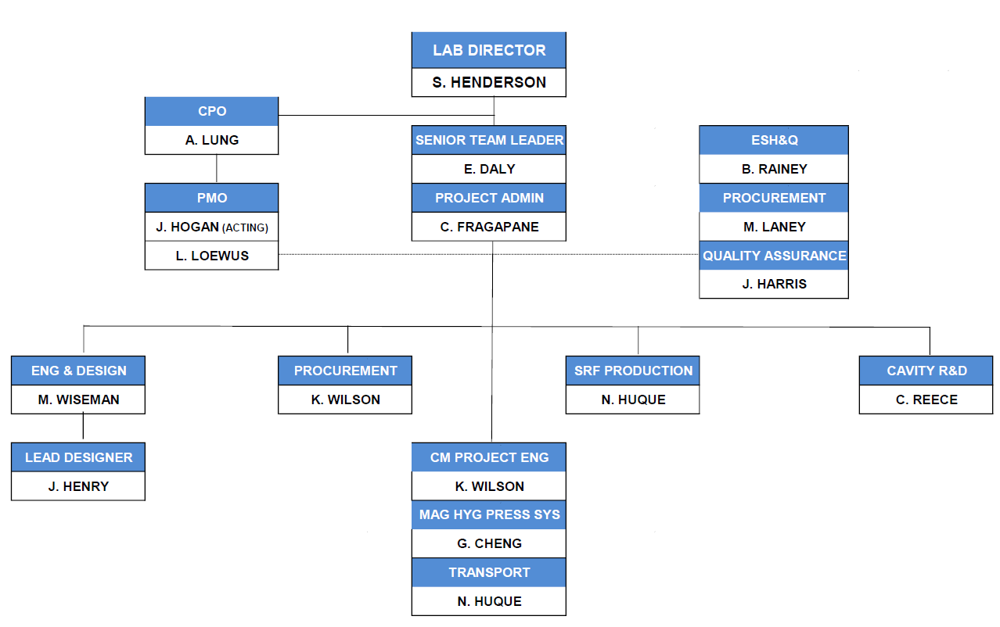 LAB DIRECTOR
S. HENDERSON
CPO
A. LUNG
SENIOR TEAM LEADER
E. DALY
ESH&Q
B. RAINEY
PMO
J. HOGAN (ACTING)
L. LOEWUS
PROJECT ADMIN
C. FRAGAPANE
PROCUREMENT
M. LANEY
QUALITY ASSURANCE
J. HARRIS
ENG & DESIGN
M. WISEMAN
PROCUREMENT
K. WILSON
SRF PRODUCTION
N. HUQUE
CAVITY R&D
C. REECE
LEAD DESIGNER
J. HENRY
CM PROJECT ENG
K. WILSON
MAG HYG PRESS SYS
G. CHENG
TRANSPORT
N. HUQUE